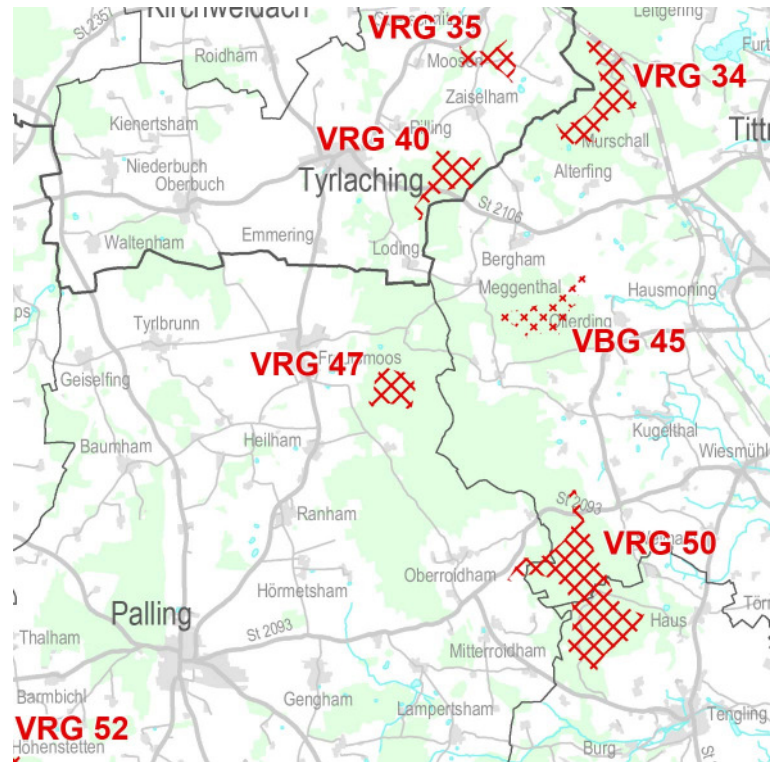 Kirchweidach
St 2357
VRG 35
Leitgering
Roidham
Moosen
VRG 34
Zaiselham
Kienertsham
VRG 40
Pilling
Murschall
Niederbuch
Oberbuch
Tyrlaching
Alterfing
St 2106
Waltenham
Emmering
Loding
Bergham
Meggenthal
Hausmoning
Tyrlbrunn
VBG 45
VRG 47
Geiselfing
Kugelthal
Baumham
Heilham
Wiesmühl
St 2093
Ranham
VRG 50
Oberroidham
Hörmetsham
Palling
Haus
St 2093
Thalham
Mitterroidham
Barmbichl
Gengham
Lampertsham
VRG 52
Tengling
Hohenstetten
Burg